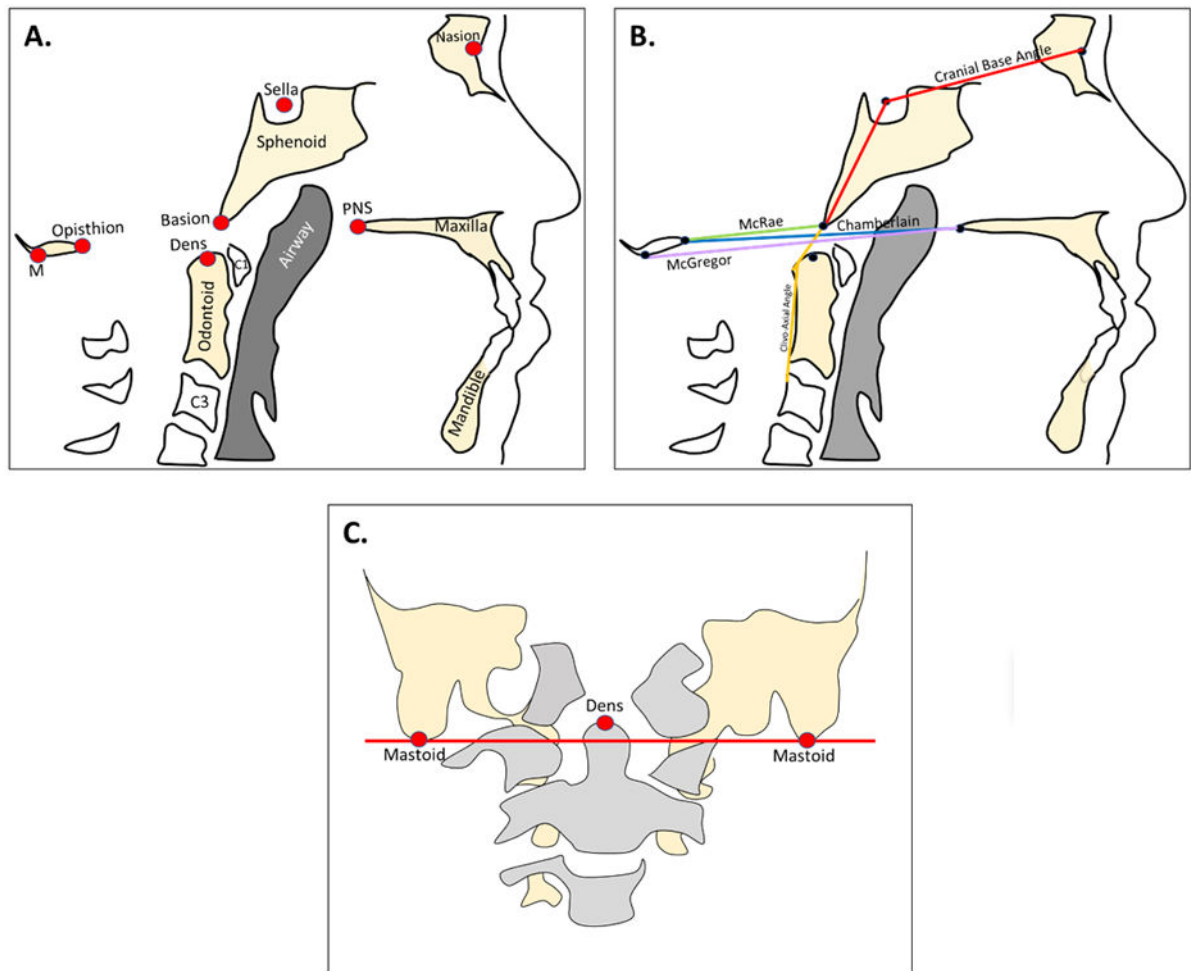 A.
Nasion
Sella
Sphenoid
Basion
PNS
Opisthion
Maxilla
M
Dens
C1
Airway
Odontoid
C3
Mandible
B.
Cranial Base Angle
McRae
Chamberlain
McGregor
Clivo-Axial Angle
C.
Dens
Mastoid
Mastoid